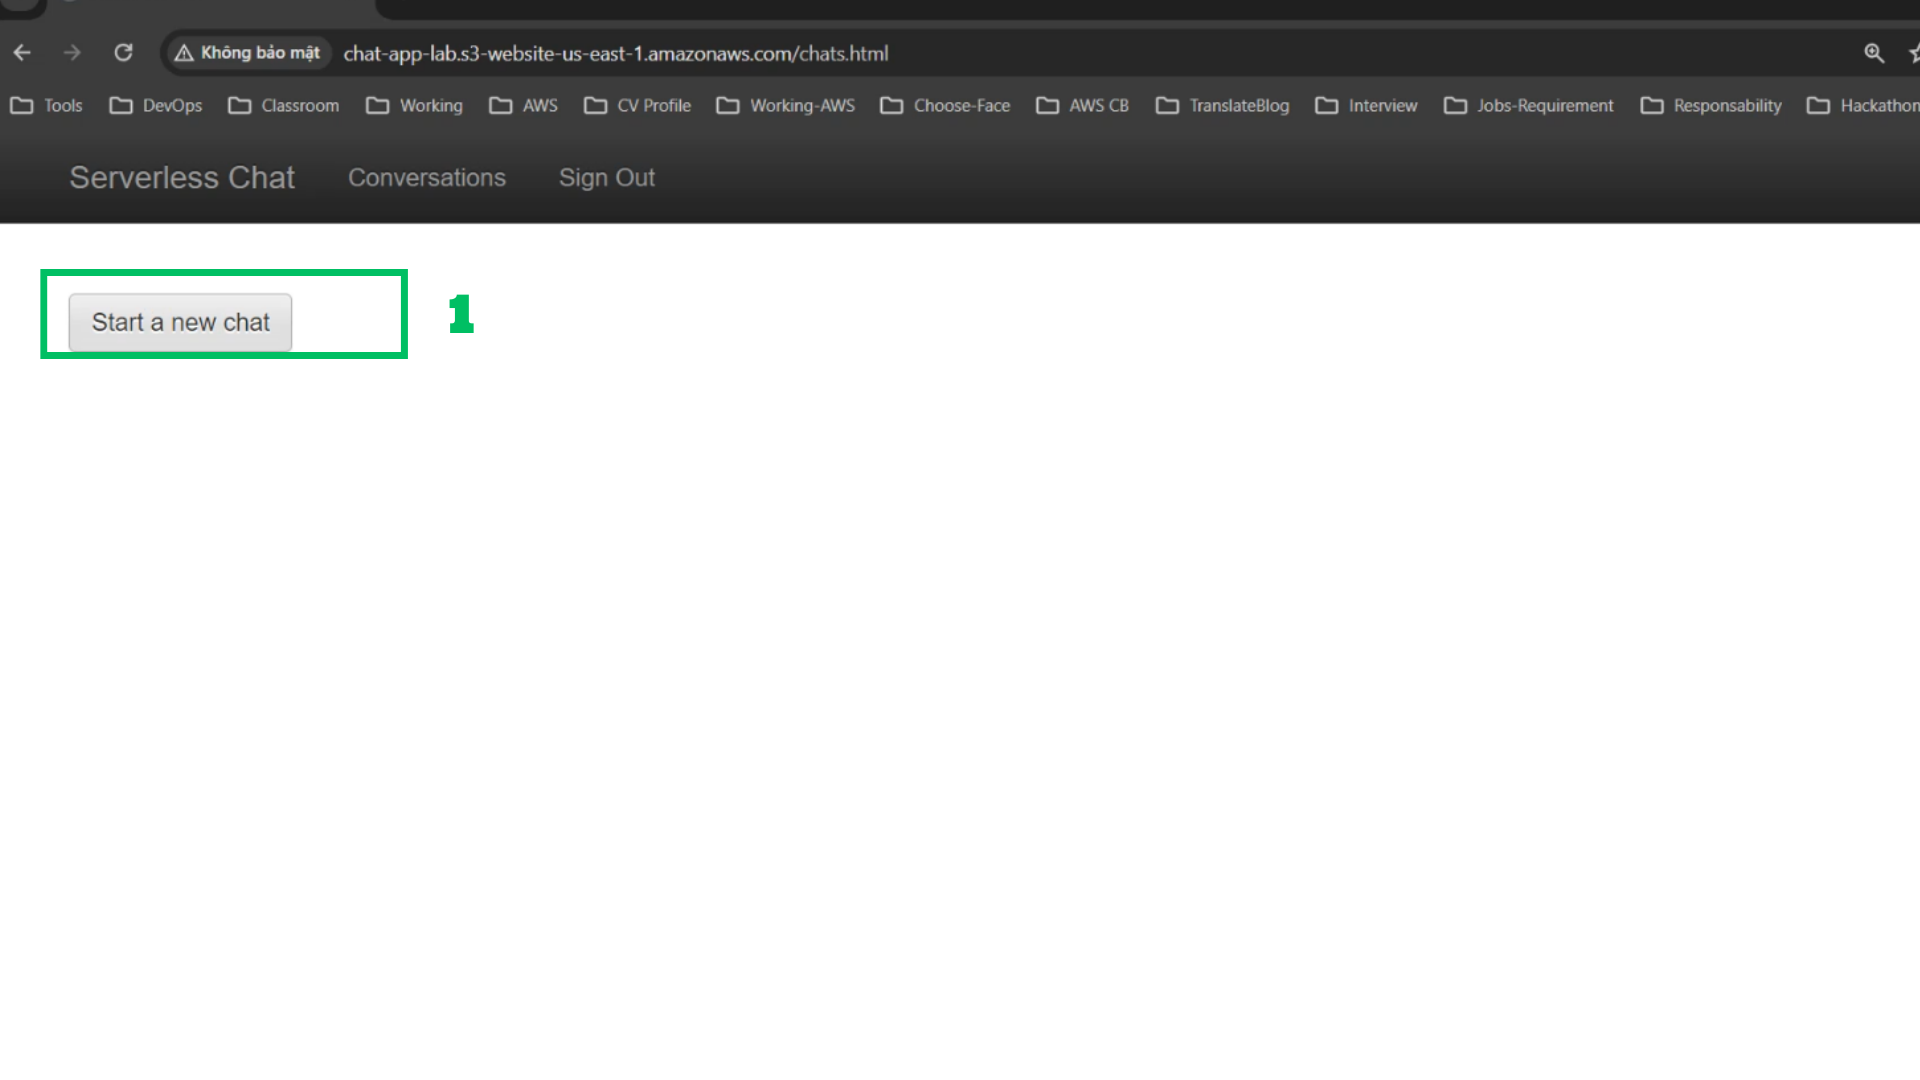 Không bảo mật chat-app-lab.s3-website-us-east-1.amazonaws.com/chats.html
Tools DevOps Classroom Working AWS CV Profile Working-AWS Choose-Face AWS CB TranslateBlog Interview Jobs-Requirement Responsability Hackathon
Serverless Chat Conversations Sign Out
Start a new chat 1